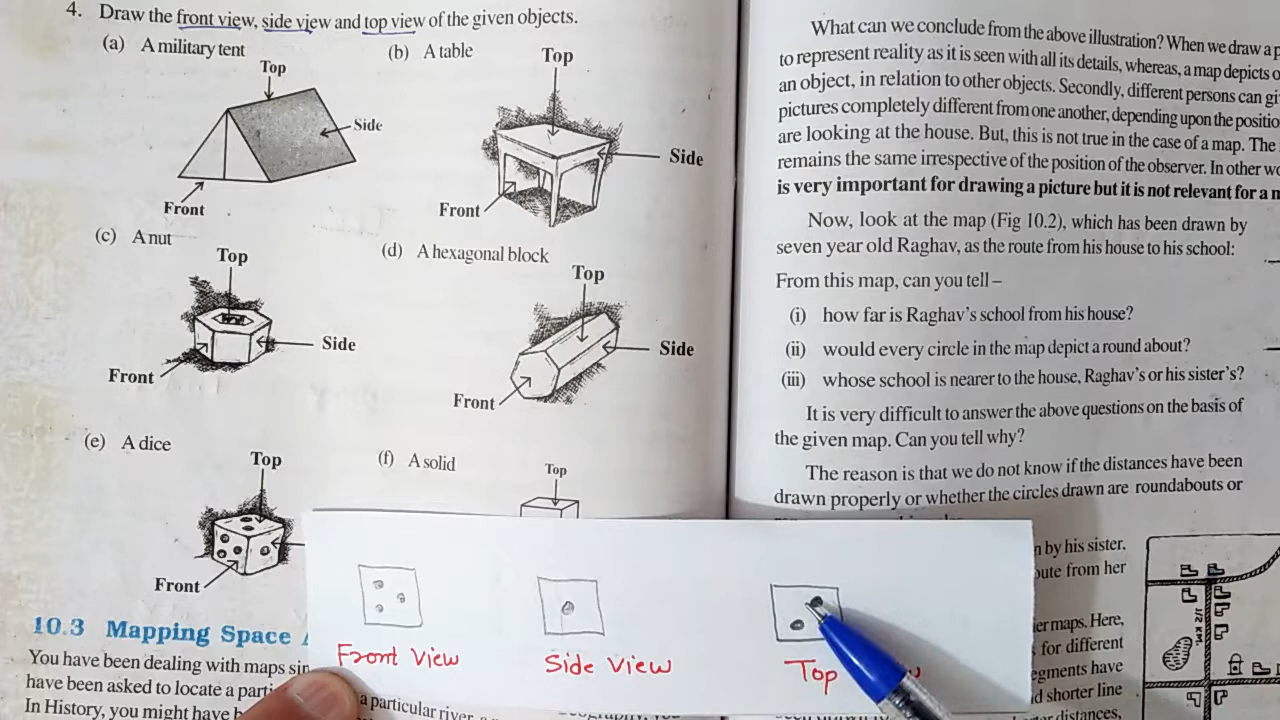 4. Draw the front view, side view and top view of the given objects.
(a) A military tent
(b) A table
Top
Side
Front
Top
Side
Front
(c) A nut
(d) A hexagonal block
Top
Side
Front
Top
Side
Front
(e) A dice
(f) A solid
Top
Front
Top
10.3 Mapping Space
You have been dealing with maps
have been asked to locate a
In History, you might have
a particular river
Front View
Side View
Top
What can we conclude from the above illustration? When we draw a
to represent reality as it is seen with all its details, whereas, a map depicts
an object, in relation to other objects. Secondly, different persons can
pictures completely different from one another, depending upon the
are looking at the house. But, this is not true in the case of a map. The
remains the same irrespective of the position of the observer. In other
is very important for drawing a picture but it is not relevant for a
Now, look at the map (Fig 10.2), which has been drawn by
seven year old Raghav, as the route from his house to his school:
From this map, can you tell –
(i) how far is Raghav's school from his house?
(ii) would every circle in the map depict a round about?
(iii) whose school is nearer to the house, Raghav's or his sister's?
It is very difficult to answer the above questions on the basis of
the given map. Can you tell why?
The reason is that we do not know if the distances have been
drawn properly or whether the circles drawn are roundabouts or
by his sister.
from her
maps. Here,
for different
have
shorter line
distances,
1/2 KM.